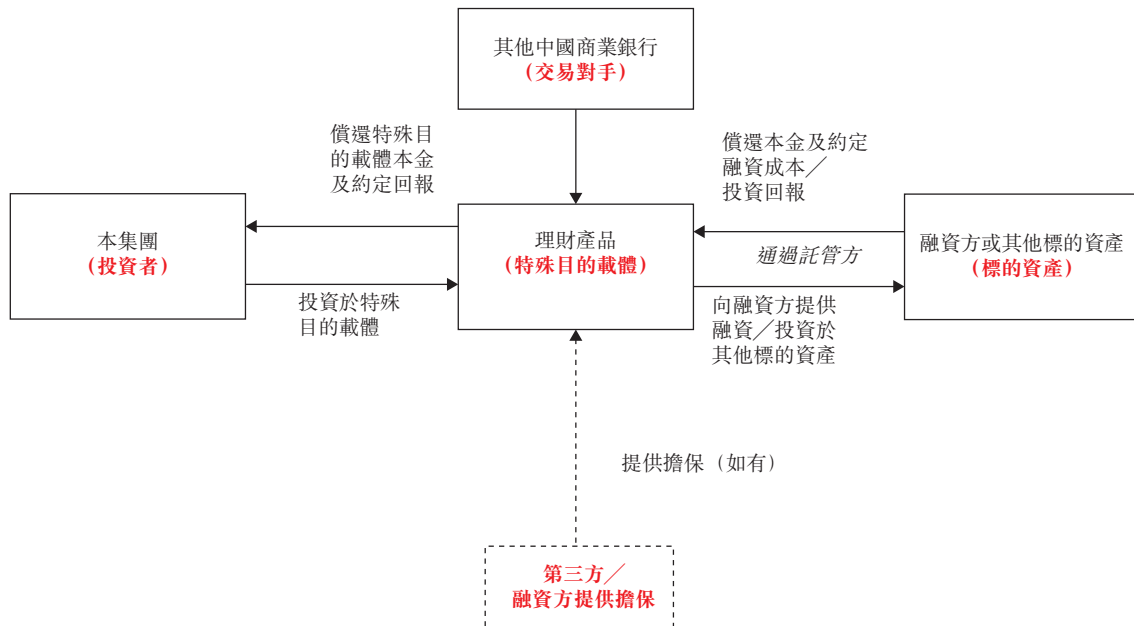 其他中國商業銀行
(交易對手)
償還特殊目
的載體本金
及約定回報
償還本金及約定
融資成本／
投資回報
本集團
(投資者)
理財產品
(特殊目的載體)
通過託管方
融資方或其他標的資產
(標的資產)
投資於特殊
目的載體
向融資方提供
融資／投資於
其他標的資產
提供擔保（如有）
第三方／
融資方提供擔保